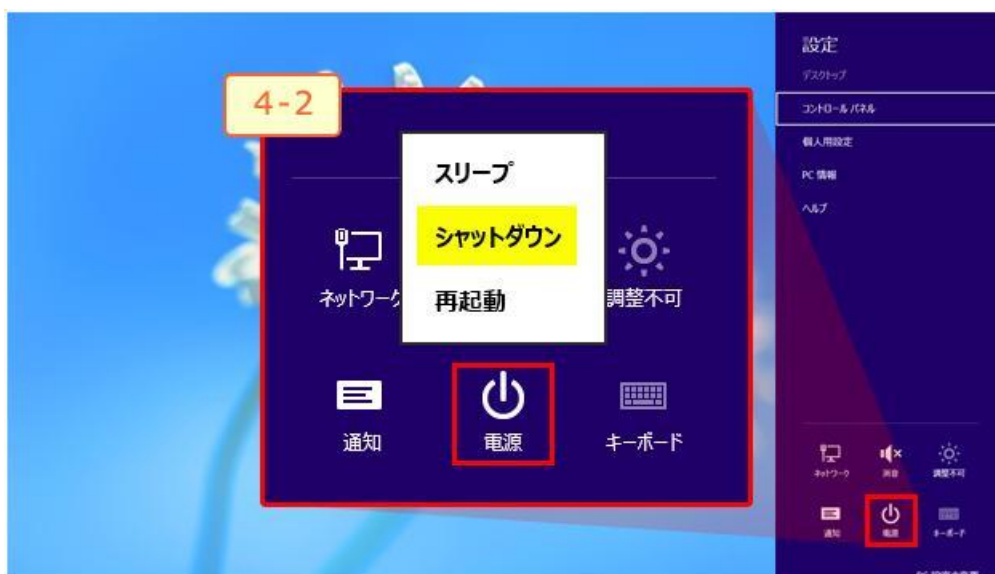 4-2
スリープ
シャットダウン
再起動
ネットワーク
調整不可
通知
電源
キーボード
設定
デスクトップ
コントロール パネル
個人用設定
PC 情報
ヘルプ
ネットワーク
消音
調整不可
通知
電源
キーボード